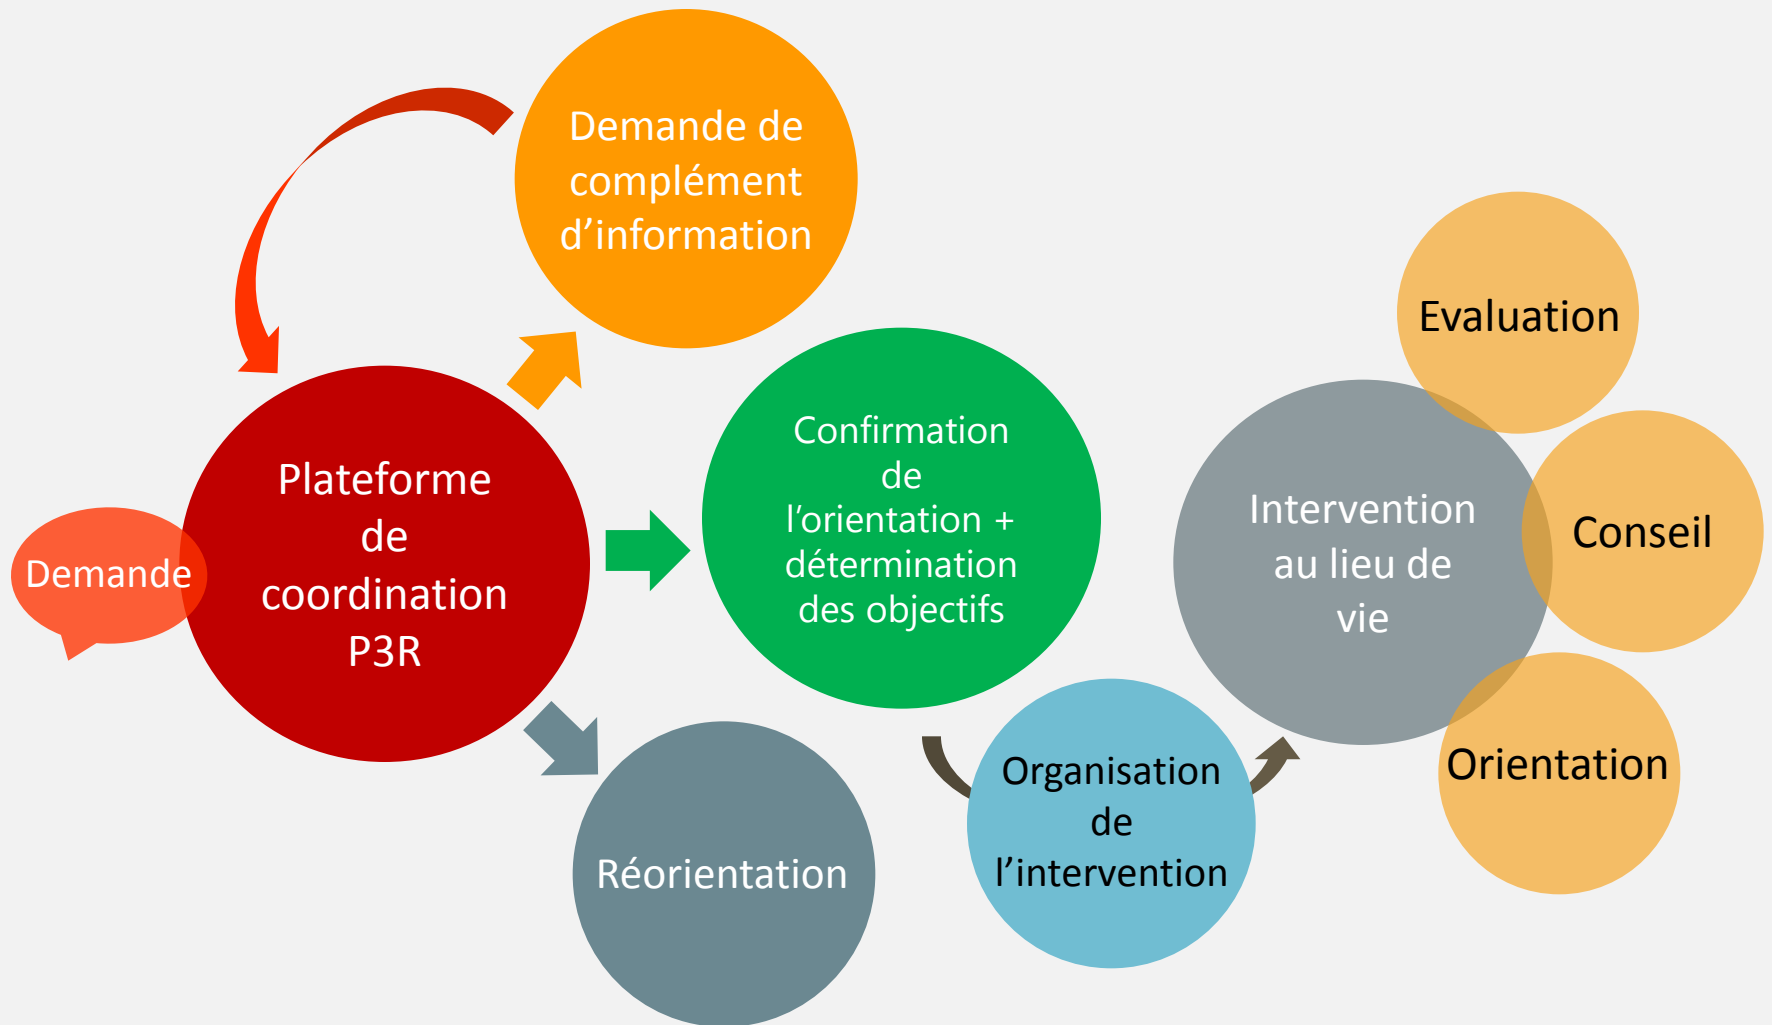 Demande de
complément
d’information
Demande
Plateforme
de
coordination
P3R
Confirmation
de
l’orientation +
détermination
des objectifs
Réorientation
Organisation
de
l’intervention
Intervention
au lieu de
vie
Evaluation
Conseil
Orientation